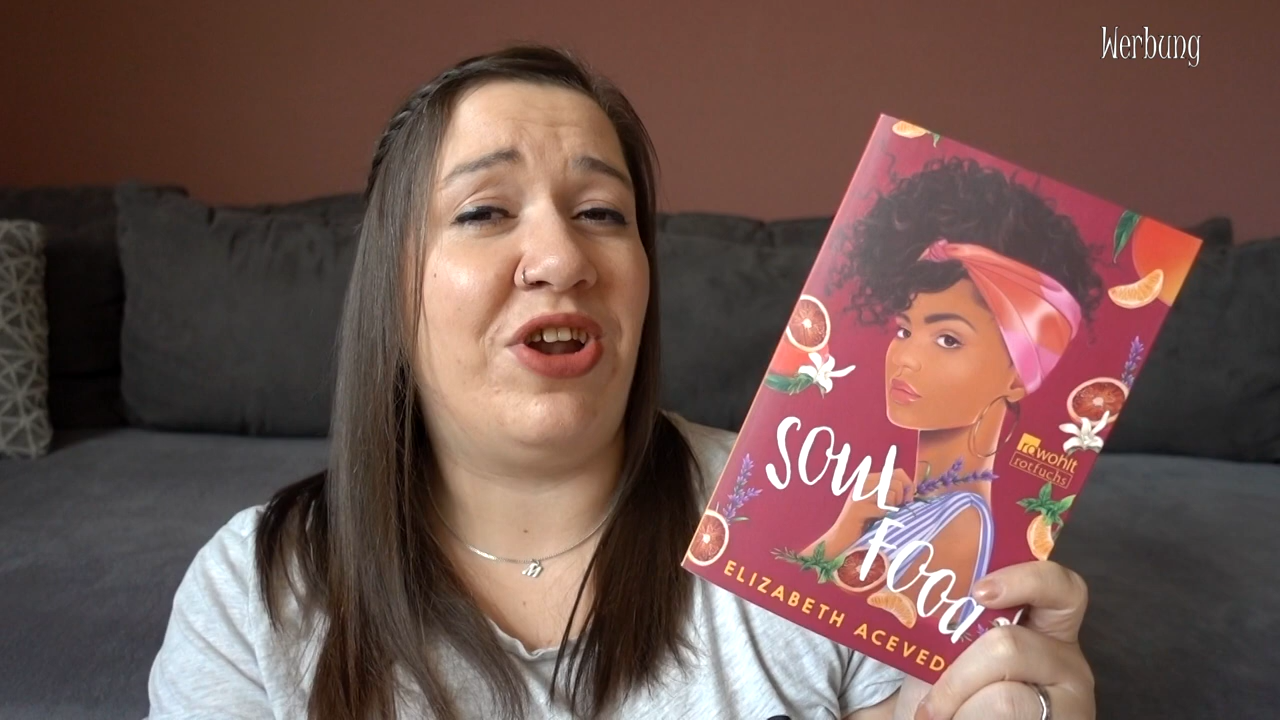 Werbung
Soul
Food
rowohlt
rotfuchs
ELIZABETH ACEVED
M